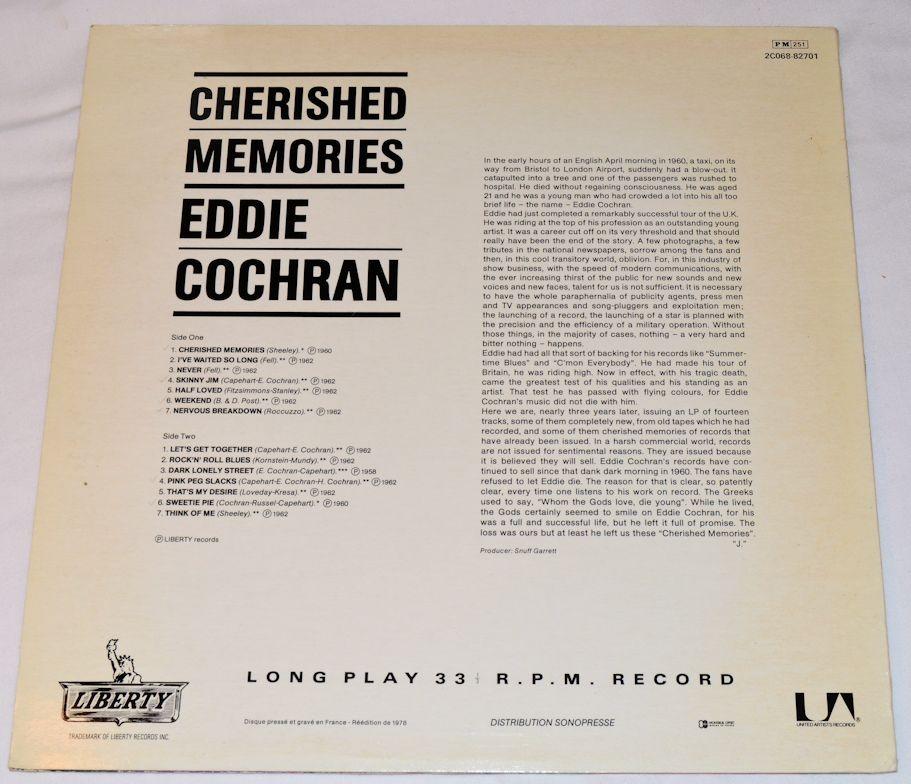 PM 251
2C068-82701
CHERISHED
MEMORIES
EDDIE
COCHRAN
Side One
1. CHERISHED MEMORIES (Sheeley).* Ⓟ 1960
2. I'VE WAITED SO LONG (Fell).** Ⓟ 1962
3. NEVER (Fell).** Ⓟ 1962
4. SKINNY JIM (Capehart-E. Cochran).** Ⓟ 1962
5. HALF LOVED (Fitzsimmons-Stanley).** Ⓟ 1962
6. WEEKEND (B. & D. Post).** Ⓟ 1962
7. NERVOUS BREAKDOWN (Roccuzzo).** Ⓟ 1962
Side Two
1. LET'S GET TOGETHER (Capehart-E. Cochran).** Ⓟ 1962
2. ROCK'N' ROLL BLUES (Kornstein-Mundy).** Ⓟ 1962
3. DARK LONELY STREET (E. Cochran-Capehart).*** Ⓟ 1958
4. PINK PEG SLACKS (Capehart-E. Cochran-H. Cochran).** Ⓟ 1962
5. THAT'S MY DESIRE (Loveday-Kresa).** Ⓟ 1962
6. SWEETIE PIE (Cochran-Russel-Capehart).* Ⓟ 1960
7. THINK OF ME (Sheeley).** Ⓟ 1962
Ⓟ LIBERTY records
In the early hours of an English April morning in 1960, a taxi, on its
way from Bristol to London Airport, suddenly had a blow-out. It
catapulted into a tree and one of the passengers was rushed to
hospital. He died without regaining consciousness. He was aged
21 and he was a young man who had crowded a lot into his all too
brief life – the name – Eddie Cochran.
Eddie had just completed a remarkably successful tour of the U.K.
He was riding at the top of his profession as an outstanding young
artist. It was a career cut off on its very threshold and that should
really have been the end of the story. A few photographs, a few
tributes in the national newspapers, sorrow among the fans and
then, in this cool transitory world, oblivion. For, in this industry of
show business, with the speed of modern communications, with
the ever increasing thirst of the public for new sounds and new
voices and new faces, talent for us is not sufficient. It is necessary
to have the whole paraphernalia of publicity agents, press men
and TV appearances and song-pluggers and exploitation men;
the launching of a record, the launching of a star is planned with
the precision and the efficiency of a military operation. Without
those things, in the majority of cases, nothing – a very hard and
bitter nothing – happens.
Eddie had had all that sort of backing for his records like "Summer-
time Blues" and "C'mon Everybody". He had made his tour of
Britain, he was riding high. Now in effect, with his tragic death,
came the greatest test of his qualities and his standing as an
artist. That test he has passed with flying colours, for Eddie
Cochran's music did not die with him.
Here we are, nearly three years later, issuing an LP of fourteen
tracks, some of them completely new, from old tapes which he had
recorded, and some of them cherished memories of records that
have already been issued. In a harsh commercial world, records
are not issued for sentimental reasons. They are issued because
it is believed they will sell. Eddie Cochran's records have con-
tinued to sell since that dank dark morning in 1960. The fans have
refused to let Eddie die. The reason for that is clear, so patently
clear, every time one listens to his work on record. The Greeks
used to say, "Whom the Gods love, die young". While he lived,
the Gods certainly seemed to smile on Eddie Cochran, for his
was a full and successful life, but he left it full of promise. The
loss was ours but at least he left us these "Cherished Memories".
"J."
Producer: Snuff Garrett
LONG PLAY 33⅓ R.P.M. RECORD
LIBERTY
TRADEMARK OF LIBERTY RECORDS INC.
Disque pressé et gravé en France - Réédition de 1978
DISTRIBUTION SONOPRESSE
UA
UNITED ARTISTS RECORDS ®